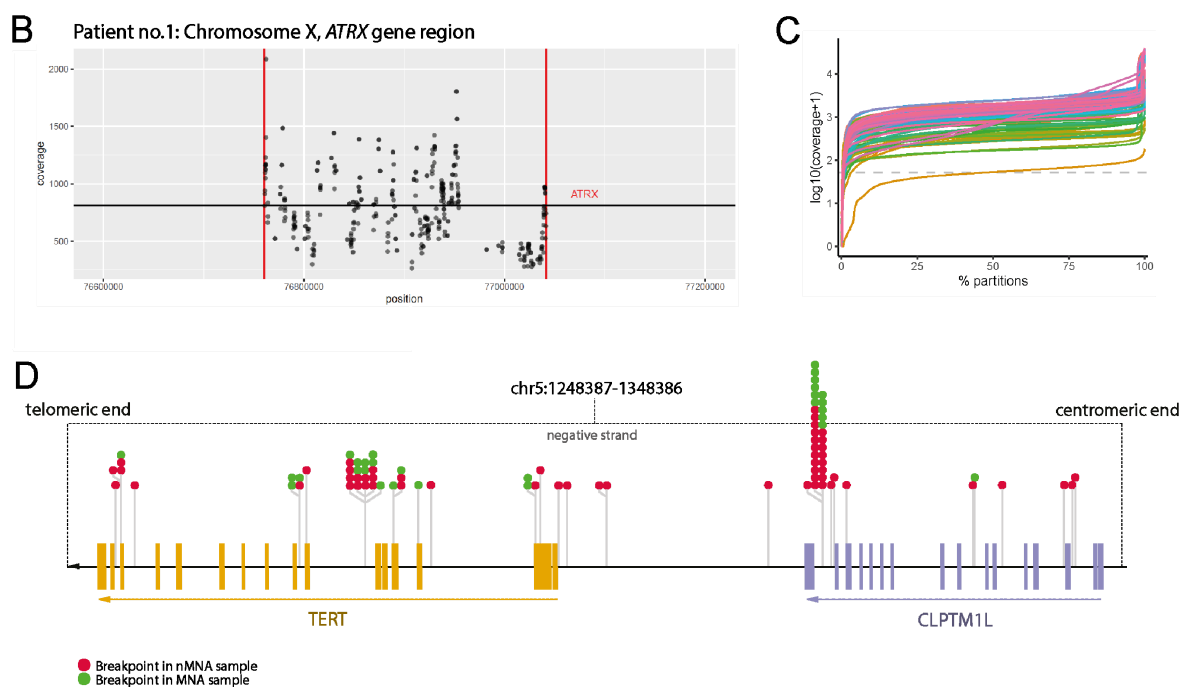 B
Patient no.1: Chromosome X, ATRX gene region
2000
1500
1000
500
coverage
ATRX
76600000
76800000
77000000
77200000
position
C
4
3
2
1
0
log10(coverage+1)
0
25
50
75
100
% partitions
D
chr5:1248387-1348386
telomeric end
centromeric end
negative strand
TERT
CLPTM1L
Breakpoint in nMNA sample
Breakpoint in MNA sample